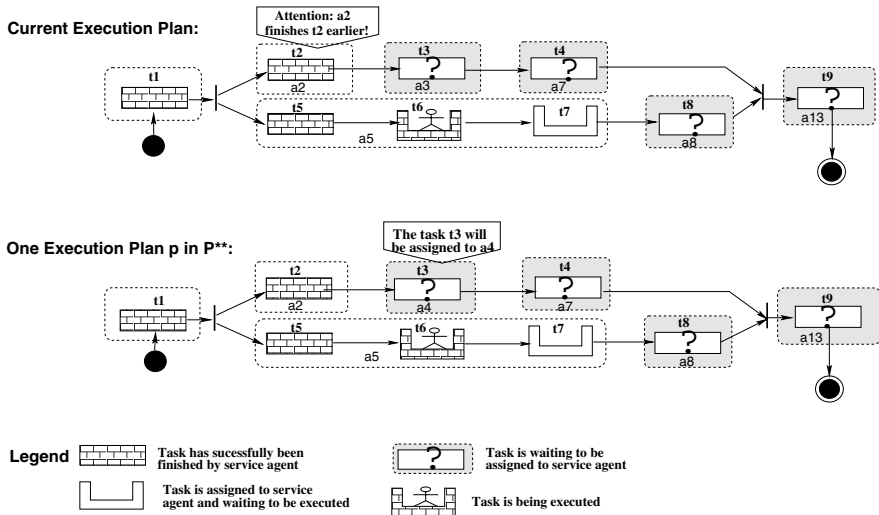 Current Execution Plan:
Attention: a2
finishes t2 earlier!
t1
t2
a2
t3
?
a3
t4
?
a7
t5
t6
a5
t7
t8
?
a8
t9
?
a13
One Execution Plan p in P**:
The task t3 will
be assigned to a4
t1
t2
a2
t3
?
a4
t4
?
a7
t5
t6
a5
t7
t8
?
a8
t9
?
a13
Legend
Task has sucessfully been
finished by service agent
?
Task is waiting to be
assigned to service agent
Task is assigned to service
agent and waiting to be executed
Task is being executed